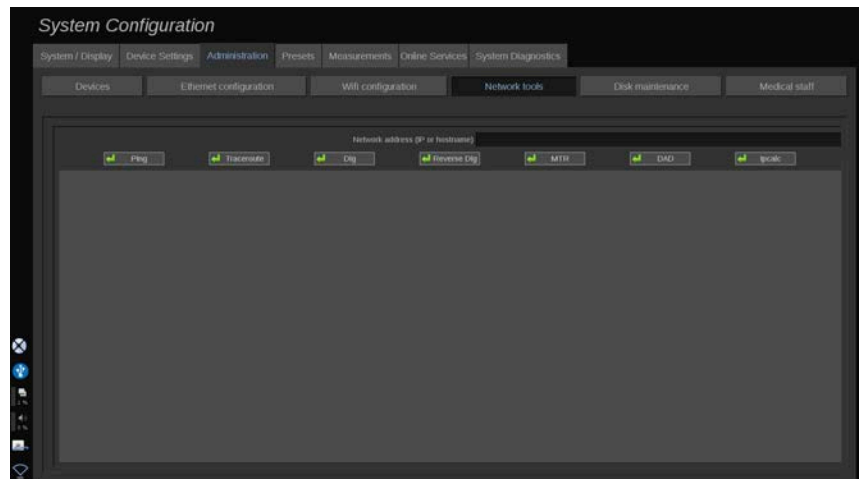 System Configuration
System / Display Device Settings Administration Presets Measurements Online Services System Diagnostics
Devices Ethernet configuration Wifi configuration Network tools Disk maintenance Medical staff
Network address (IP or hostname)
Ping Traceroute Dig Reverse Dig MTR DAD Ipcalc